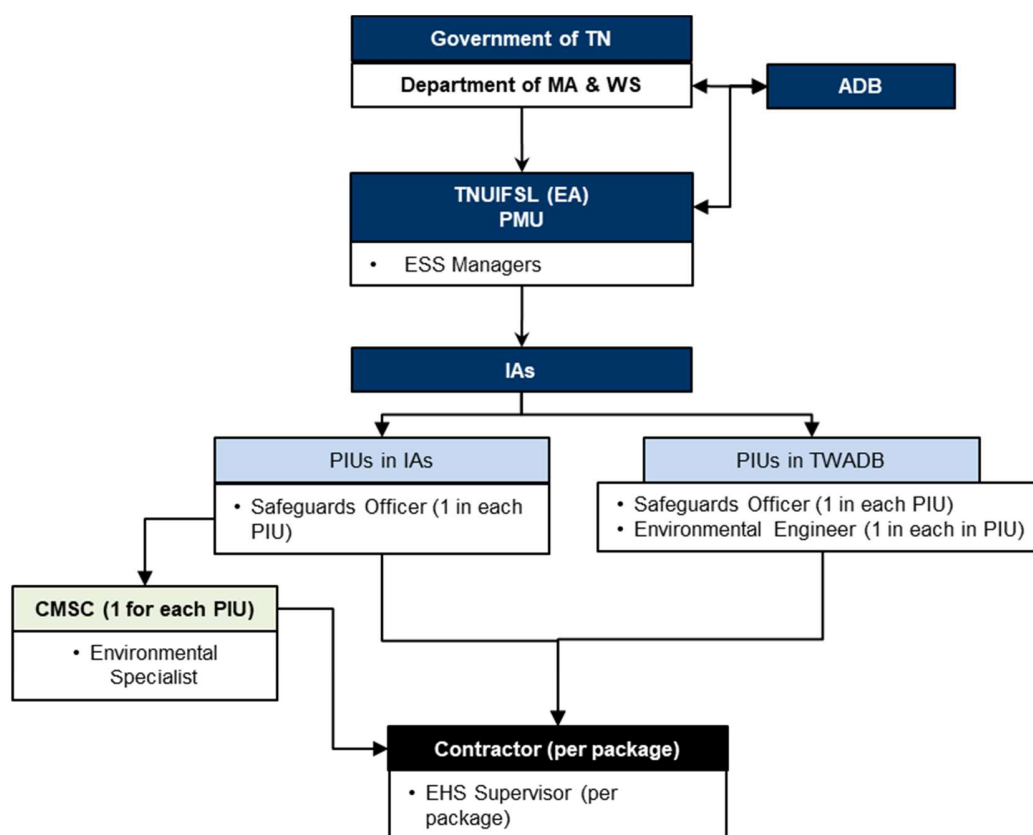 Government of TN
Department of MA & WS
ADB
TNUIFSL (EA)
PMU
• ESS Managers
IAs
PIUs in IAs
• Safeguards Officer (1 in each
PIU)
PIUs in TWADB
• Safeguards Officer (1 in each PIU)
• Environmental Engineer (1 in each in PIU)
CMSC (1 for each PIU)
• Environmental
Specialist
Contractor (per package)
• EHS Supervisor (per
package)